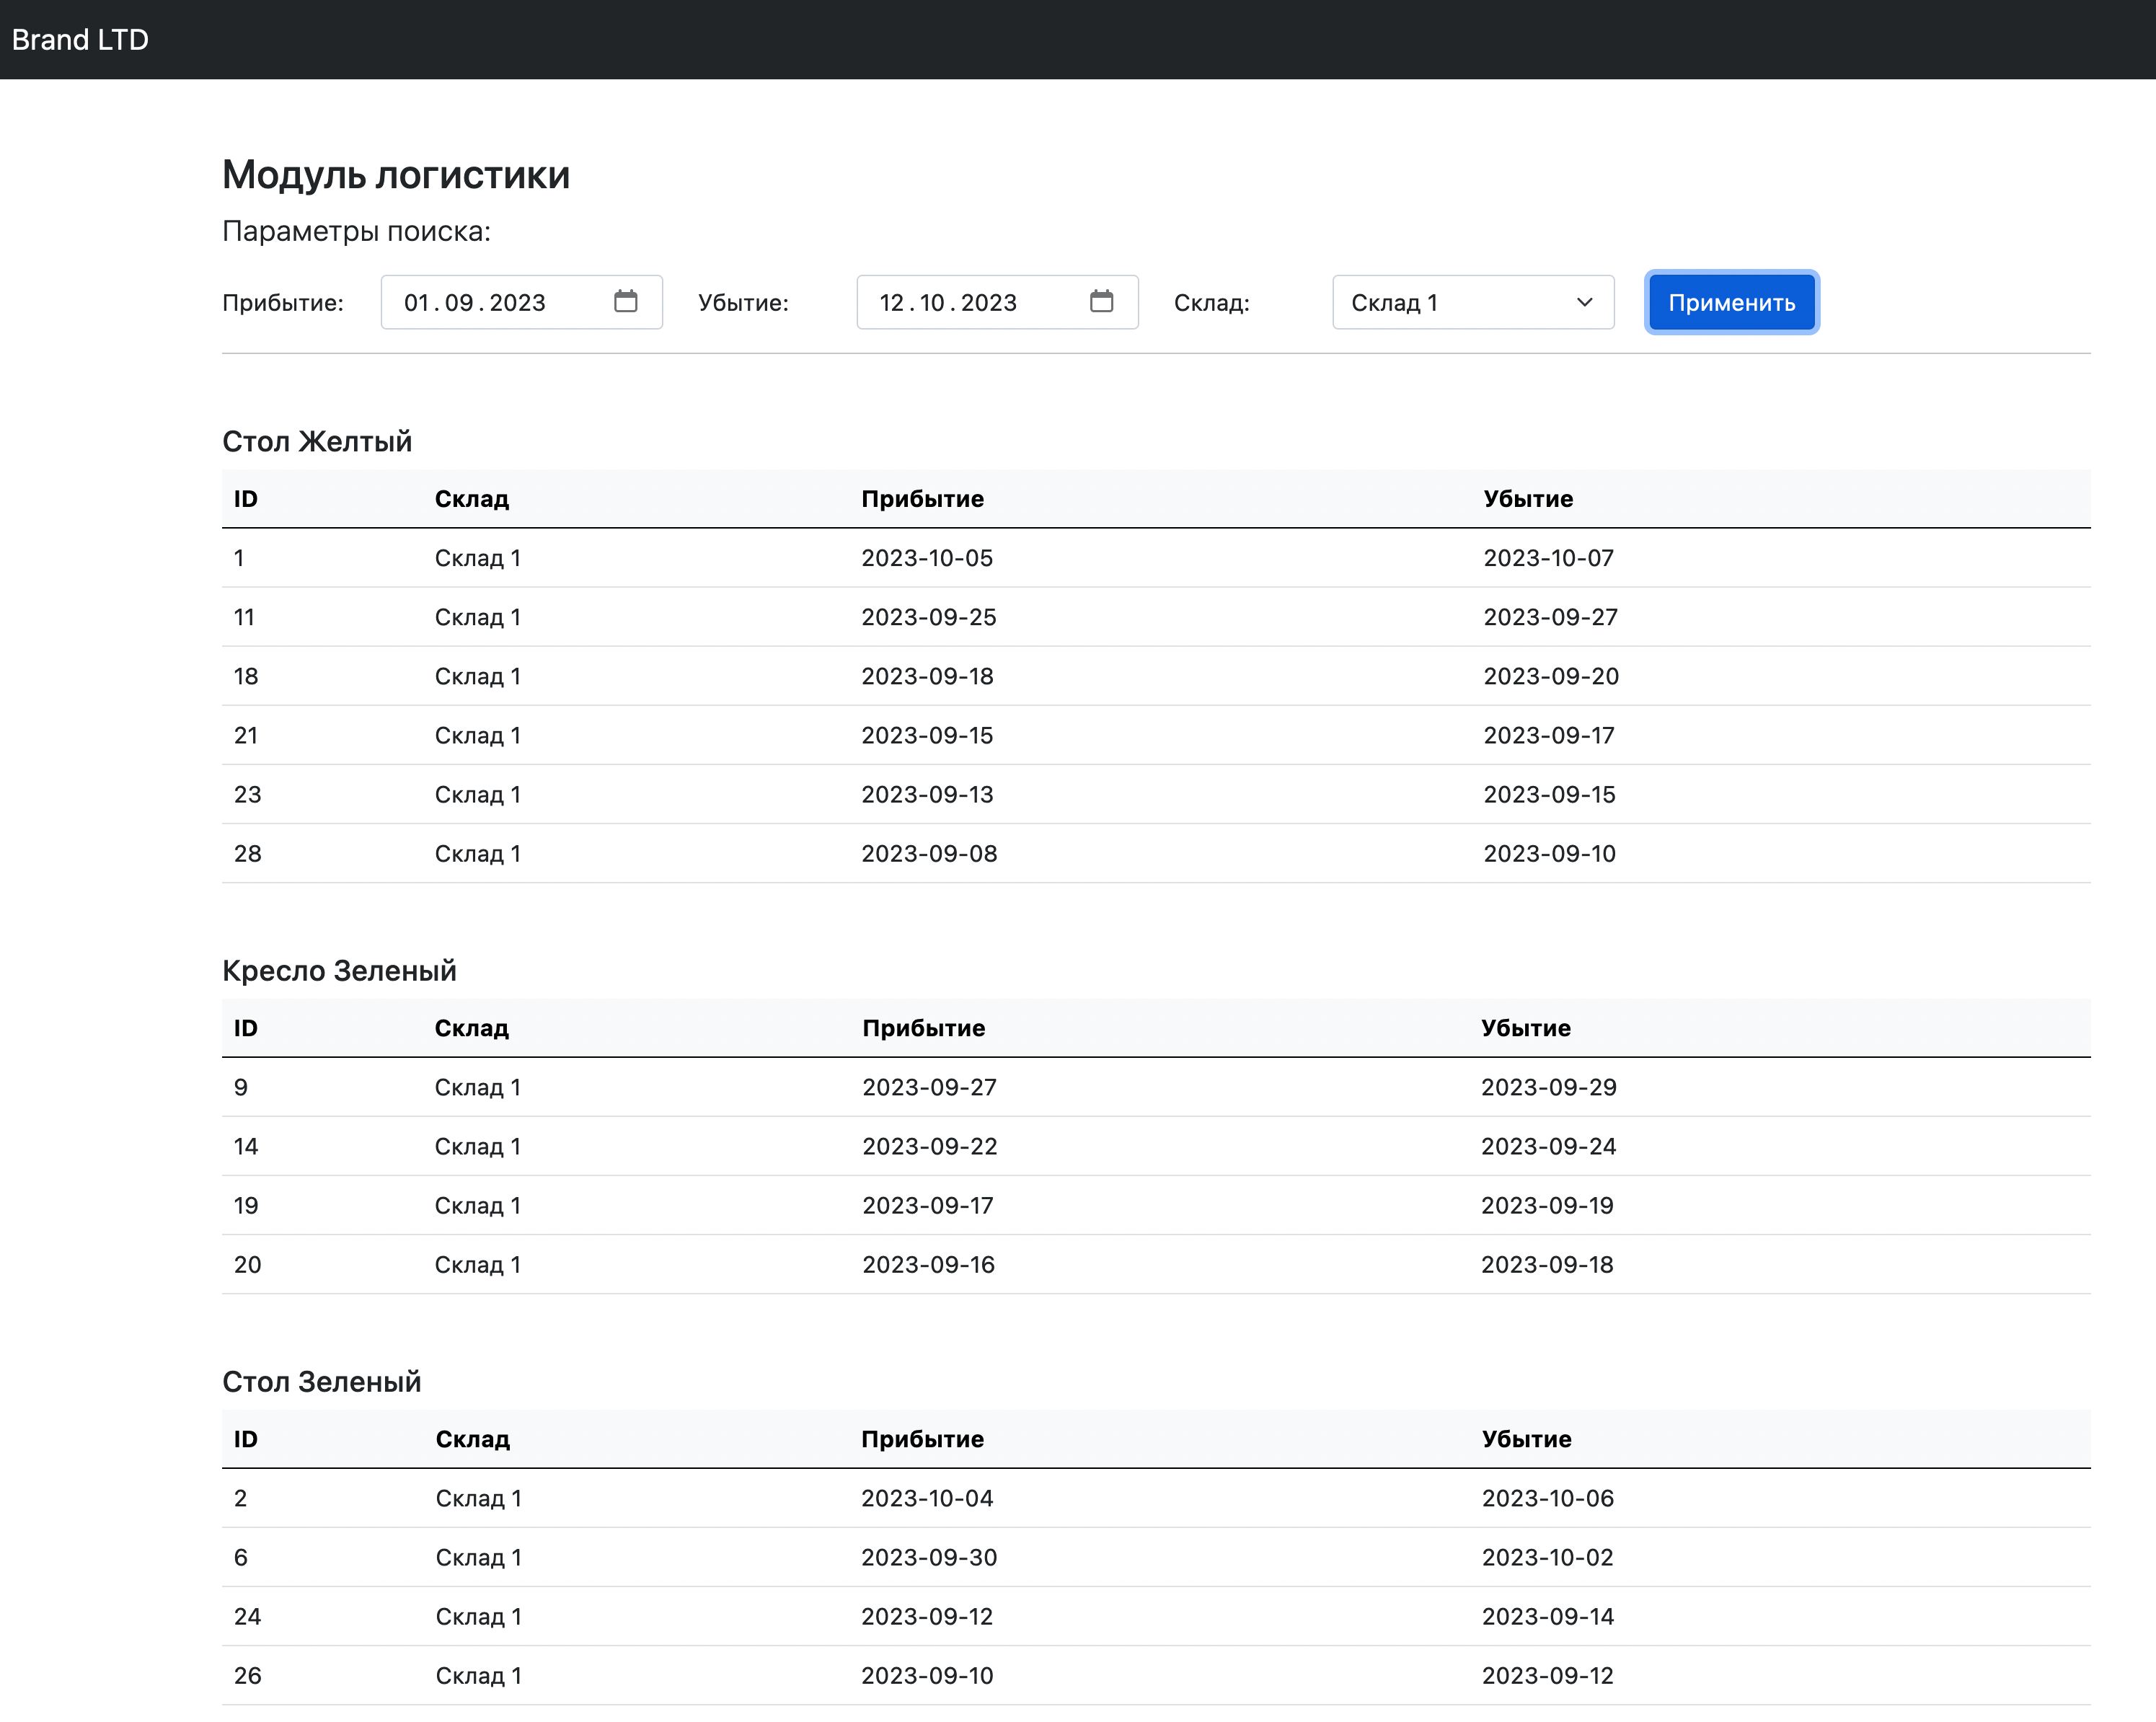 Brand LTD
Модуль логистики
Параметры поиска:
Прибытие: 01.09.2023 Убытие: 12.10.2023 Склад: Склад 1 Применить
Стол Желтый
ID Склад Прибытие Убытие
1 Склад 1 2023-10-05 2023-10-07
11 Склад 1 2023-09-25 2023-09-27
18 Склад 1 2023-09-18 2023-09-20
21 Склад 1 2023-09-15 2023-09-17
23 Склад 1 2023-09-13 2023-09-15
28 Склад 1 2023-09-08 2023-09-10
Кресло Зеленый
ID Склад Прибытие Убытие
9 Склад 1 2023-09-27 2023-09-29
14 Склад 1 2023-09-22 2023-09-24
19 Склад 1 2023-09-17 2023-09-19
20 Склад 1 2023-09-16 2023-09-18
Стол Зеленый
ID Склад Прибытие Убытие
2 Склад 1 2023-10-04 2023-10-06
6 Склад 1 2023-09-30 2023-10-02
24 Склад 1 2023-09-12 2023-09-14
26 Склад 1 2023-09-10 2023-09-12